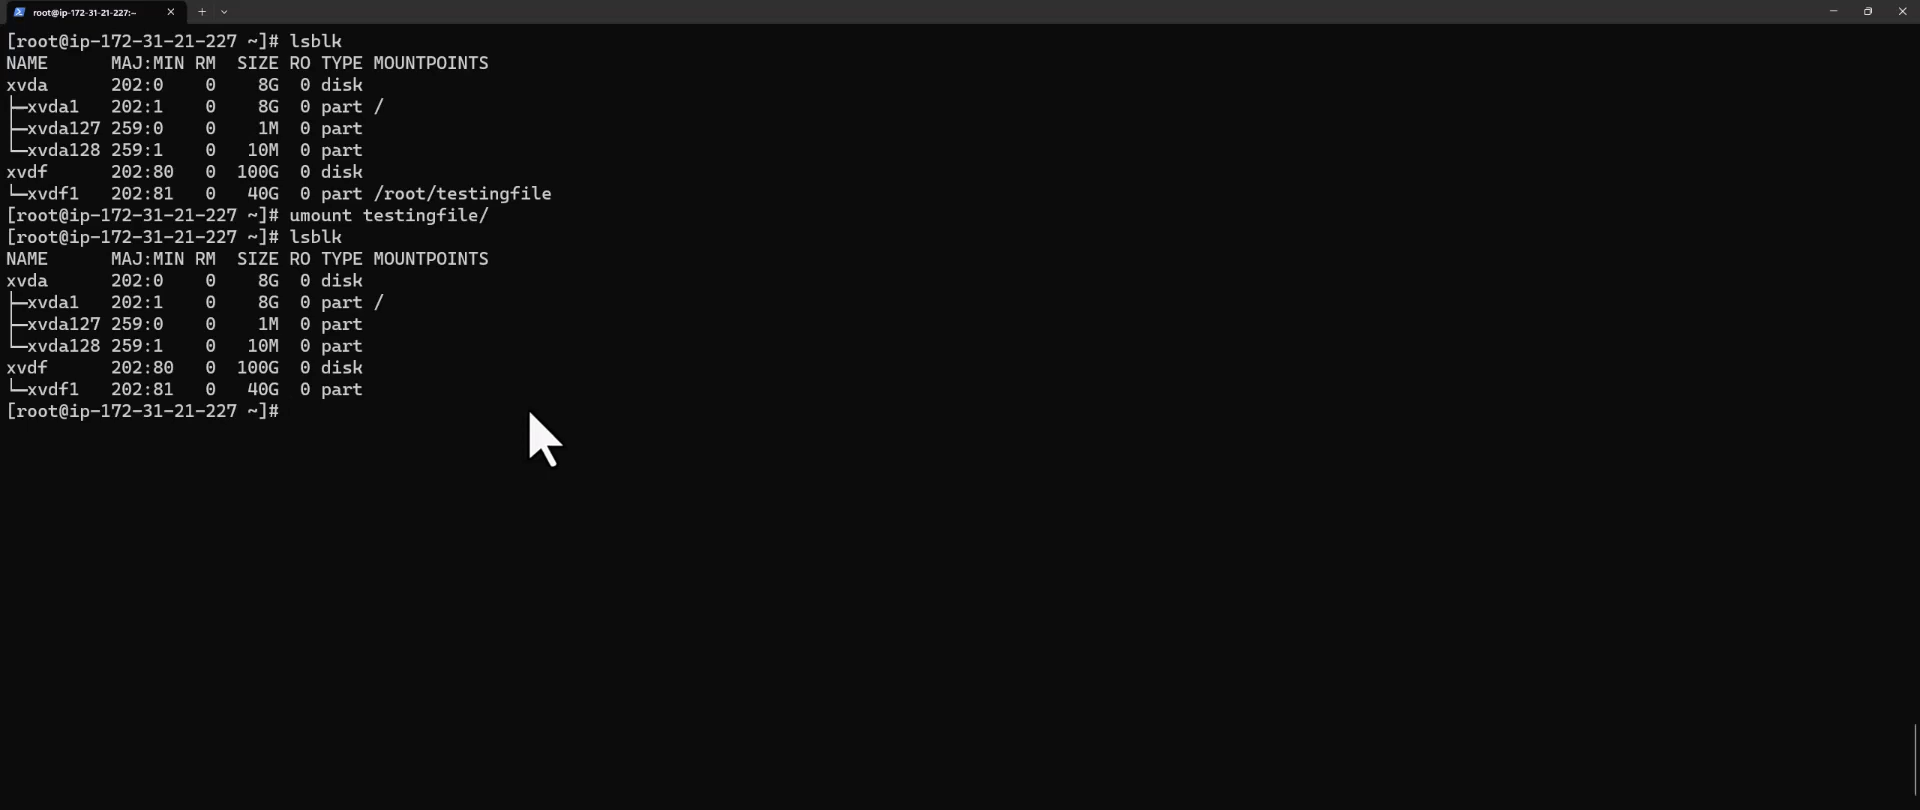 root@ip-172-31-21-227:~
[root@ip-172-31-21-227 ~]# lsblk
NAME      MAJ:MIN RM  SIZE RO TYPE MOUNTPOINTS
xvda      202:0    0    8G  0 disk
├─xvda1   202:1    0    8G  0 part /
├─xvda127 259:0    0    1M  0 part
└─xvda128 259:1    0   10M  0 part
xvdf      202:80   0  100G  0 disk
└─xvdf1   202:81   0   40G  0 part /root/testingfile
[root@ip-172-31-21-227 ~]# umount testingfile/
[root@ip-172-31-21-227 ~]# lsblk
NAME      MAJ:MIN RM  SIZE RO TYPE MOUNTPOINTS
xvda      202:0    0    8G  0 disk
├─xvda1   202:1    0    8G  0 part /
├─xvda127 259:0    0    1M  0 part
└─xvda128 259:1    0   10M  0 part
xvdf      202:80   0  100G  0 disk
└─xvdf1   202:81   0   40G  0 part
[root@ip-172-31-21-227 ~]#